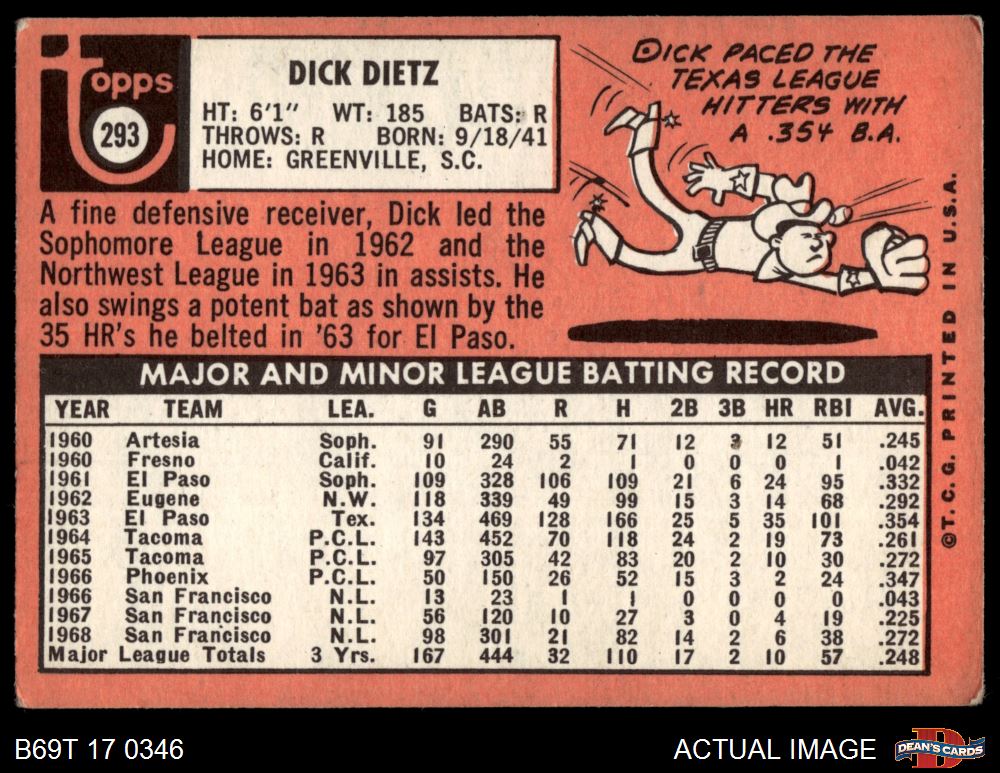 Topps
293
DICK DIETZ
HT: 6'1" WT: 185 BATS: R
THROWS: R BORN: 9/18/41
HOME: GREENVILLE, S.C.
DICK PACED THE
TEXAS LEAGUE
HITTERS WITH
A .354 B.A.
A fine defensive receiver, Dick led the
Sophomore League in 1962 and the
Northwest League in 1963 in assists. He
also swings a potent bat as shown by the
35 HR's he belted in '63 for El Paso.
MAJOR AND MINOR LEAGUE BATTING RECORD
YEAR TEAM LEA. G AB R H 2B 3B HR RBI AVG.
1960 Artesia Soph. 91 290 55 71 12 12 51 .245
1960 Fresno Calif. 10 24 2 1 0 0 0 1 .042
1961 El Paso Soph. 109 328 106 109 21 6 24 95 .332
1962 Eugene N.W. 118 339 49 99 15 3 14 68 .292
1963 El Paso Tex. 134 469 128 166 25 5 35 101 .354
1964 Tacoma P.C.L. 143 452 70 118 24 2 19 73 .261
1965 Tacoma P.C.L. 97 305 42 83 20 2 10 30 .272
1966 Phoenix P.C.L. 50 150 26 52 15 3 2 24 .347
1966 San Francisco N.L. 13 23 1 1 0 0 0 0 .043
1967 San Francisco N.L. 56 120 10 27 3 0 4 19 .225
1968 San Francisco N.L. 98 301 21 82 14 2 6 38 .272
Major League Totals 3 Yrs. 167 444 32 110 17 2 10 57 .248
©T.C.G. PRINTED IN U.S.A.
B69T 17 0346
ACTUAL IMAGE
D
DEAN'S CARDS